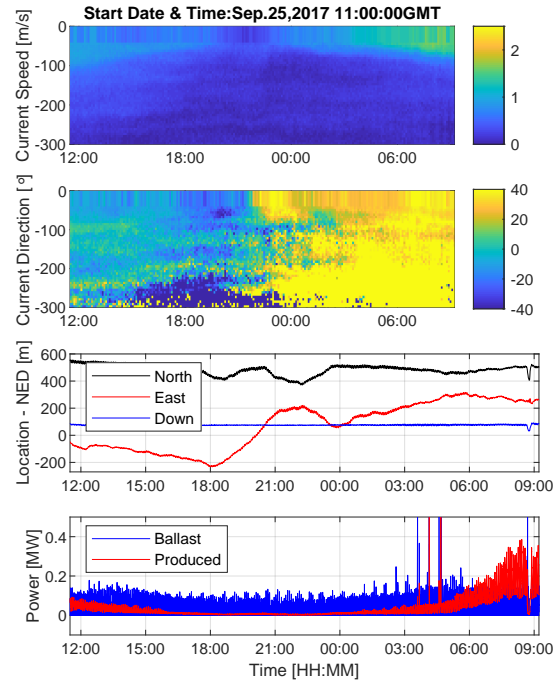 Start Date & Time:Sep.25,2017 11:00:00GMT
Current Speed [m/s]
0
-100
-200
-300
12:00 18:00 00:00 06:00
2
1
0
Current Direction [°]
0
-100
-200
-300
12:00 18:00 00:00 06:00
40
20
0
-20
-40
Location - NED [m]
600
400
200
0
-200
North
East
Down
12:00 15:00 18:00 21:00 00:00 03:00 06:00 09:00
Power [MW]
0.4
0.2
0
Ballast
Produced
12:00 15:00 18:00 21:00 00:00 03:00 06:00 09:00
Time [HH:MM]